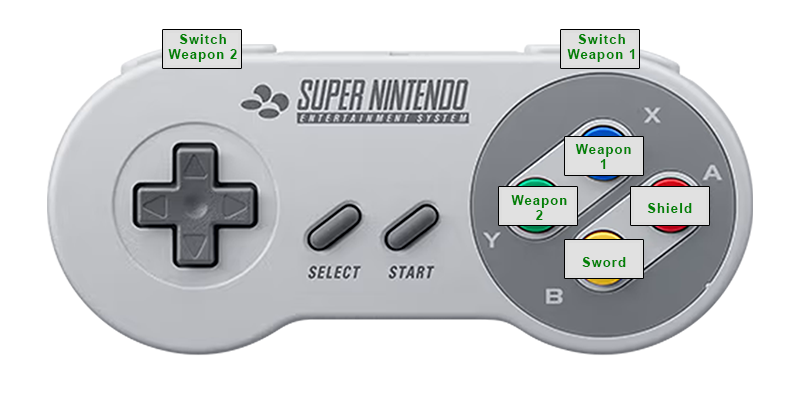 Switch
Weapon 2
Switch
Weapon 1
SUPER NINTENDO
ENTERTAINMENT SYSTEM
X
Weapon
1
A
Weapon
2
Shield
Y
Sword
SELECT
START
B